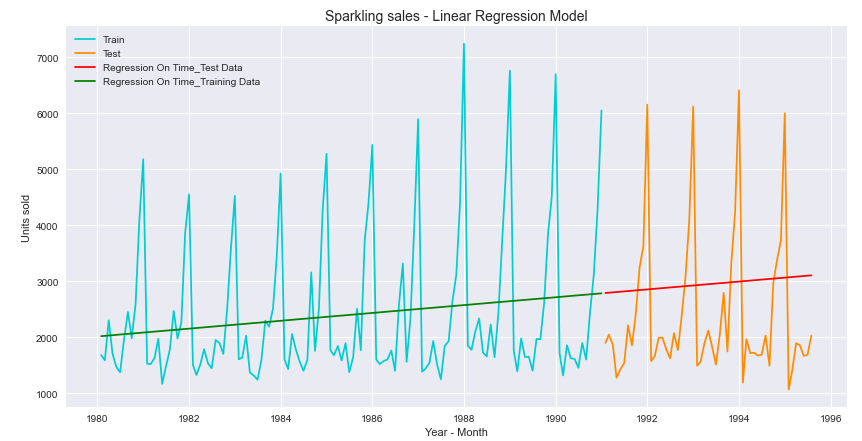 Sparkling sales - Linear Regression Model
Train
Test
Regression On Time_Test Data
Regression On Time_Training Data
7000
6000
5000
4000
3000
2000
1000
Units sold
1980 1982 1984 1986 1988 1990 1992 1994 1996
Year - Month